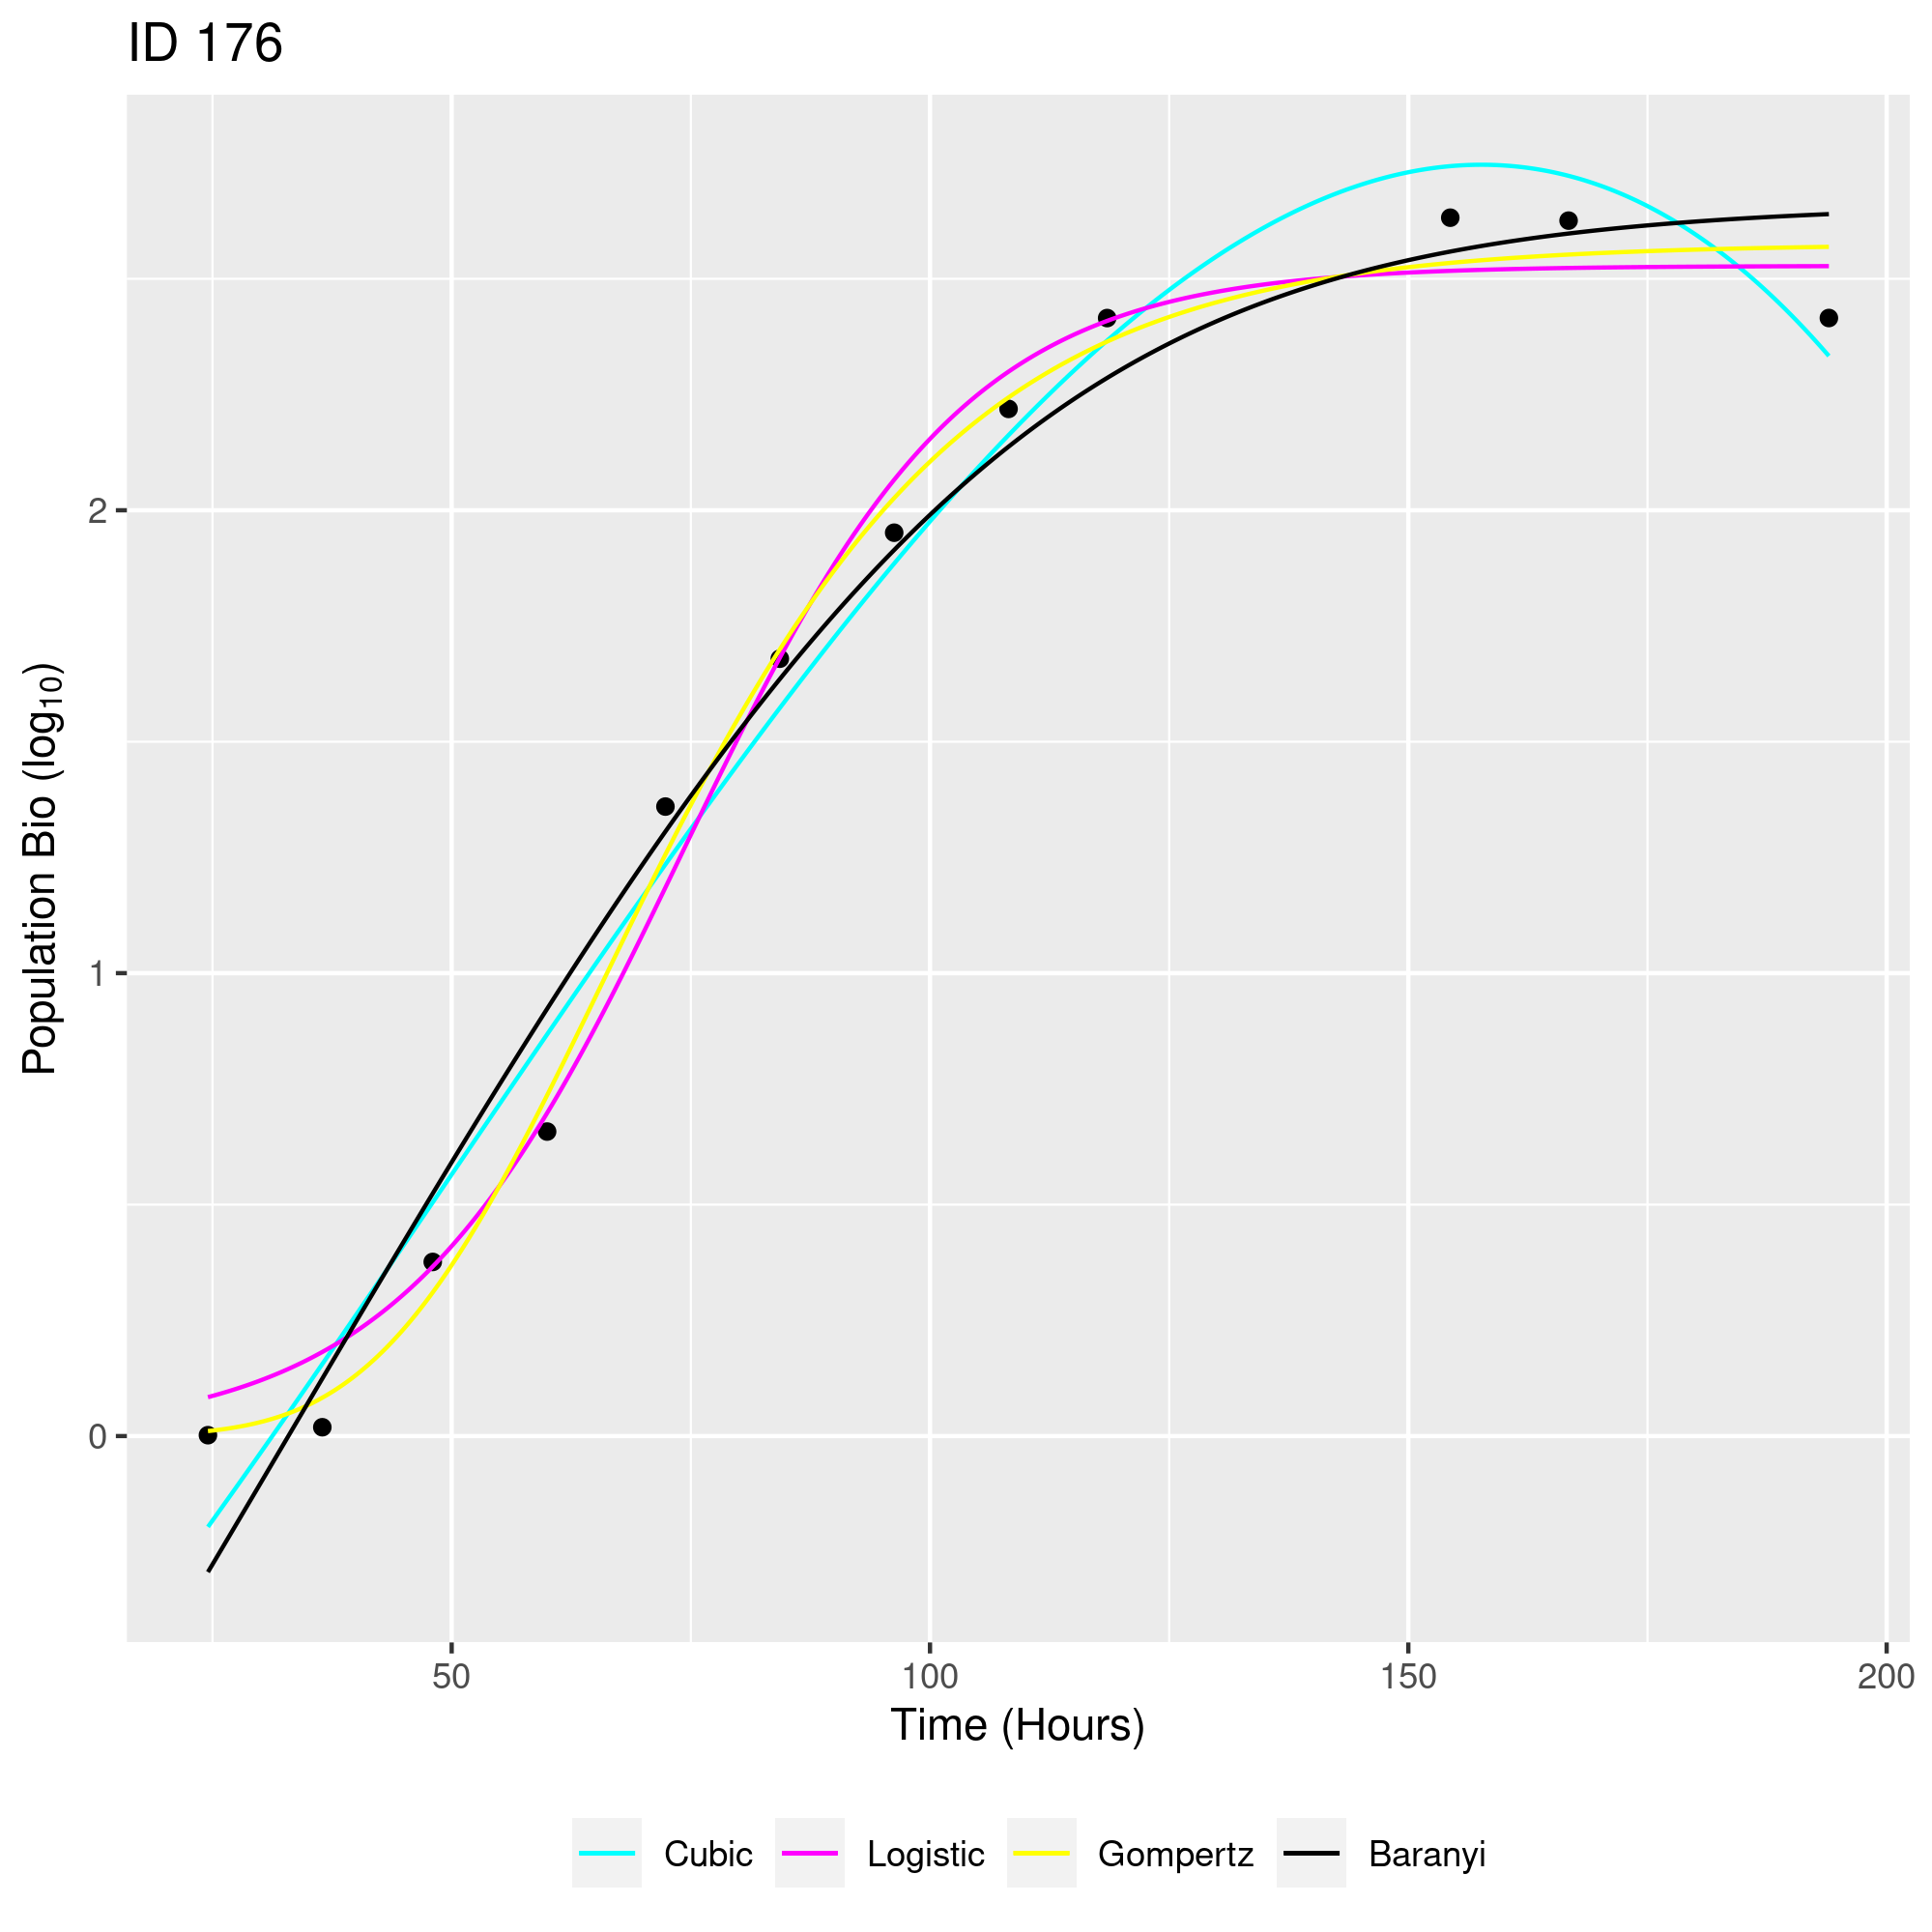 ID 176
Population Bio (log₁₀)
2
1
0
50 100 150 200
Time (Hours)
Cubic Logistic Gompertz Baranyi